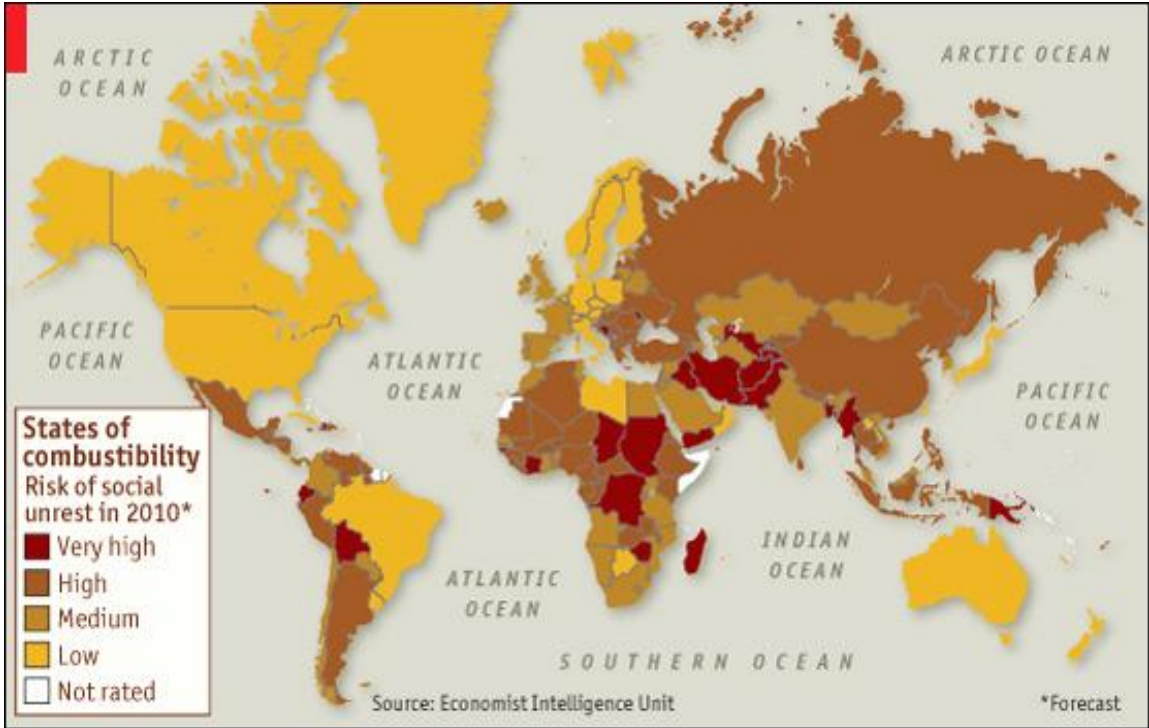 ARCTIC
OCEAN
ARCTIC OCEAN
PACIFIC
OCEAN
ATLANTIC
OCEAN
PACIFIC
OCEAN
States of
combustibility
Risk of social
unrest in 2010*
Very high
High
Medium
Low
Not rated
ATLANTIC
OCEAN
INDIAN
OCEAN
SOUTHERN OCEAN
Source: Economist Intelligence Unit
*Forecast